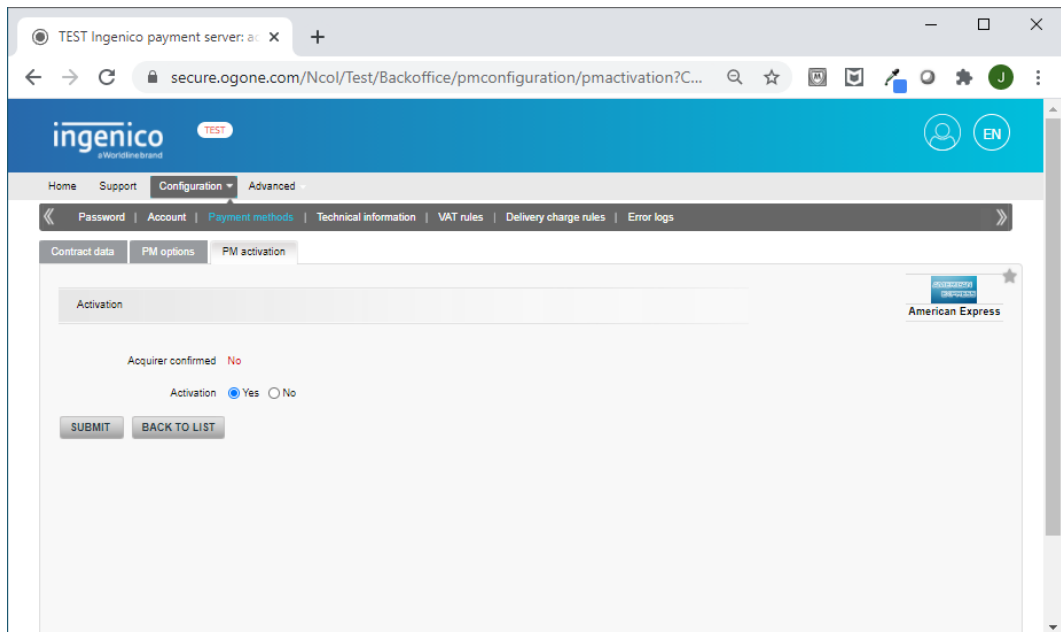 TEST Ingenico payment server: ac
secure.ogone.com/Ncol/Test/Backoffice/pmconfiguration/pmactivation?C...
J
ingenico
a Worldline brand
TEST
EN
Home Support Configuration Advanced
Password | Account | Payment methods | Technical information | VAT rules | Delivery charge rules | Error logs
Contract data PM options PM activation
AMERICAN
EXPRESS
American Express
Activation
Acquirer confirmed No
Activation Yes No
SUBMIT BACK TO LIST